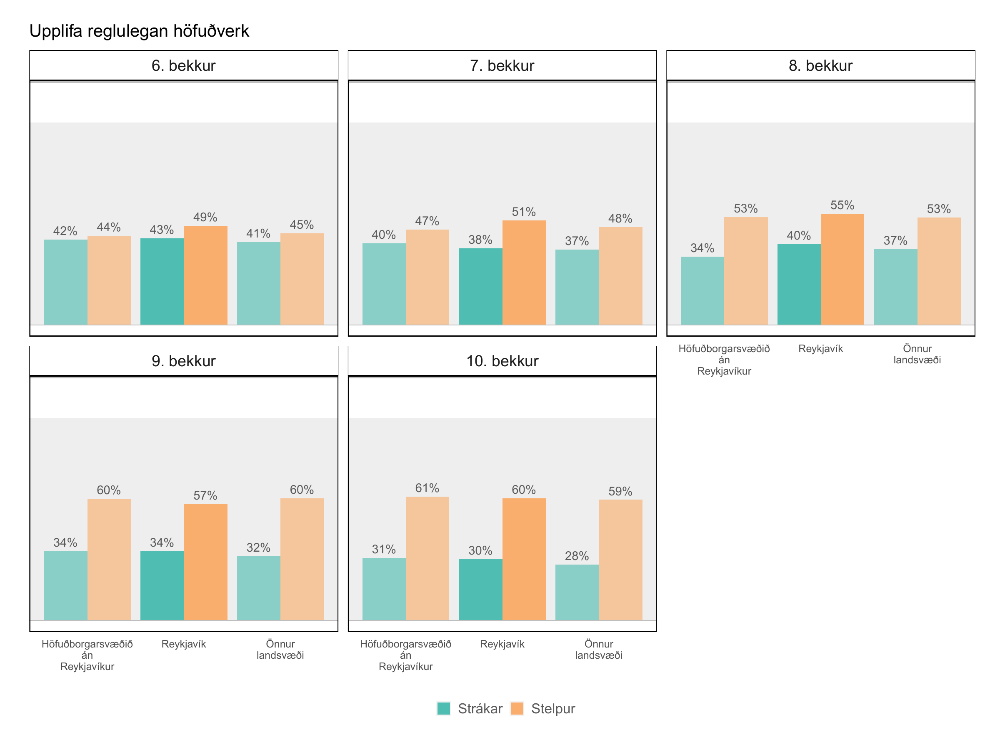 Upplifa reglulegan höfuðverk
6. bekkur
42% 44% 43% 49% 41% 45%
7. bekkur
40% 47% 38% 51% 37% 48%
8. bekkur
34% 53% 40% 55% 37% 53%
Höfuðborgarsvæðið Reykjavík Önnur
án landsvæði
Reykjavíkur
9. bekkur
34% 60% 34% 57% 32% 60%
Höfuðborgarsvæðið Reykjavík Önnur
án landsvæði
Reykjavíkur
10. bekkur
31% 61% 30% 60% 28% 59%
Höfuðborgarsvæðið Reykjavík Önnur
án landsvæði
Reykjavíkur
Strákar Stelpur